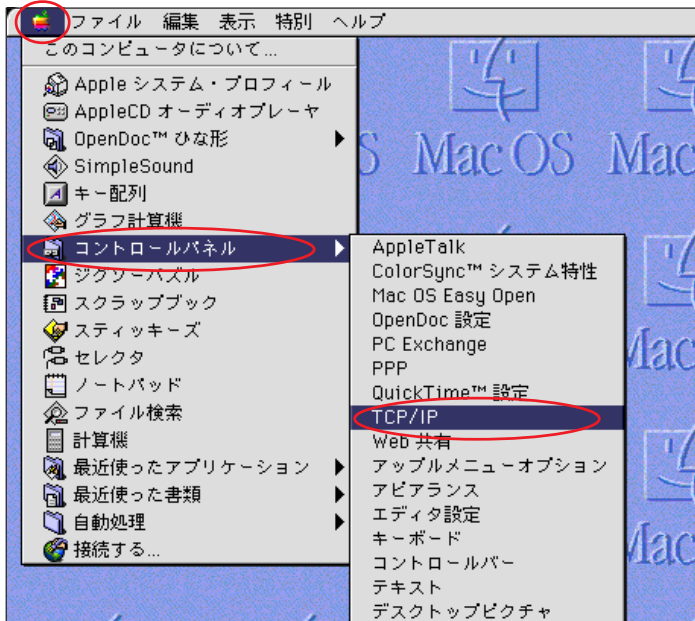 ファイル 編集 表示 特別 ヘルプ
このコンピュータについて...
Apple システム・プロフィール
AppleCD オーディオプレーヤ
OpenDoc™ ひな形
SimpleSound
キー配列
グラフ計算機
コントロールパネル
ジグソーパズル
スクラップブック
スティッキーズ
セレクタ
ノートパッド
ファイル検索
計算機
最近使ったアプリケーション
最近使った書類
自動処理
接続する...
AppleTalk
ColorSync™ システム特性
Mac OS Easy Open
OpenDoc 設定
PC Exchange
PPP
QuickTime™ 設定
TCP/IP
Web 共有
アップルメニューオプション
アピアランス
エディタ設定
キーボード
コントロールバー
テキスト
デスクトップピクチャ
S Mac OS Mac
Mac
Mac